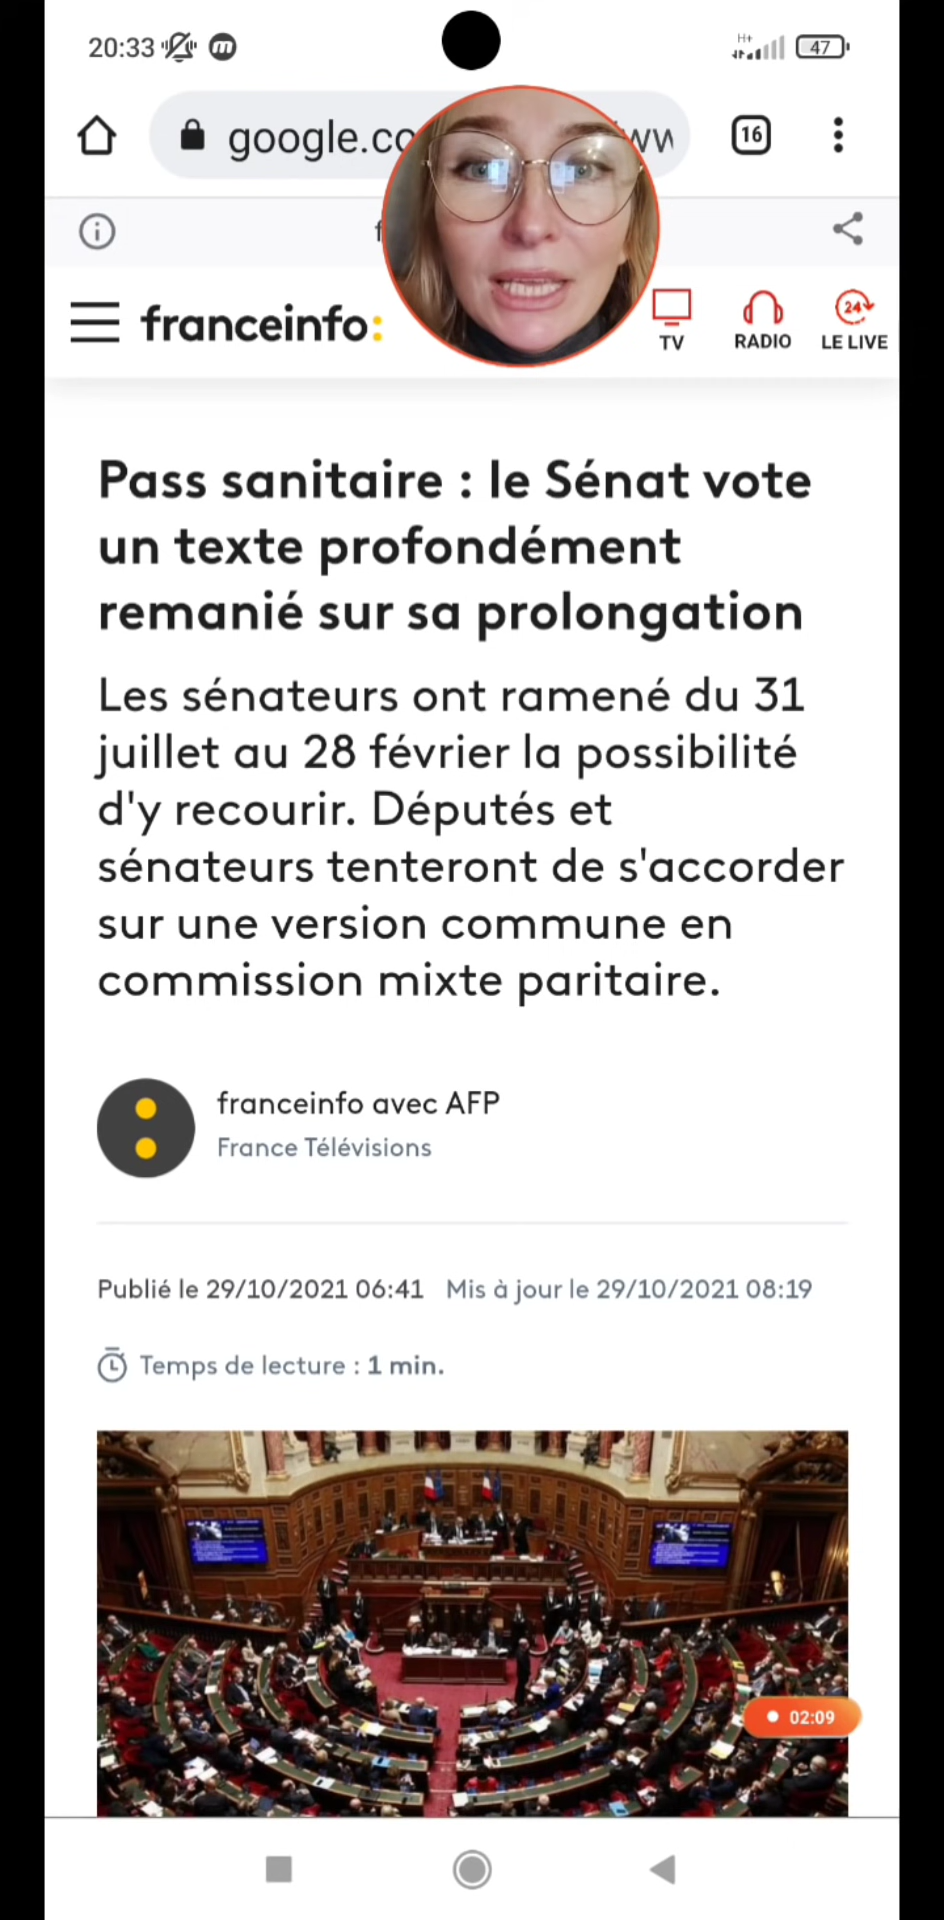 20:33
H+
47
google.co
ww
16
franceinfo:
TV
RADIO
24
LE LIVE
Pass sanitaire : le Sénat vote
un texte profondément
remanié sur sa prolongation
Les sénateurs ont ramené du 31
juillet au 28 février la possibilité
d'y recourir. Députés et
sénateurs tenteront de s'accorder
sur une version commune en
commission mixte paritaire.
franceinfo avec AFP
France Télévisions
Publié le 29/10/2021 06:41 Mis à jour le 29/10/2021 08:19
Temps de lecture : 1 min.
02:09